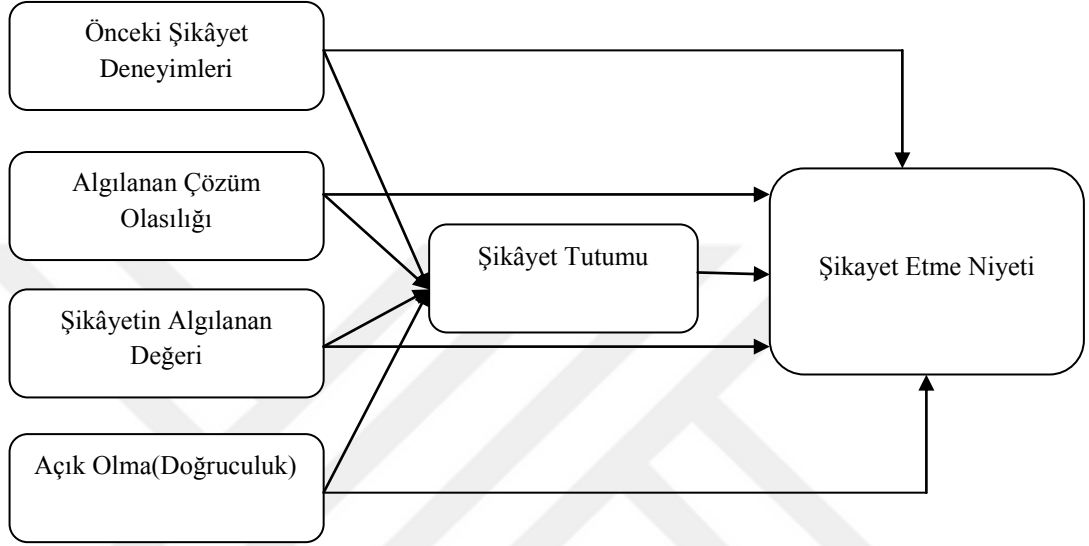 Önceki Şikâyet
Deneyimleri
Algılanan Çözüm
Olasılığı
Şikâyet Tutumu
Şikayet Etme Niyeti
Şikâyetin Algılanan
Değeri
Açık Olma(Doğruculuk)